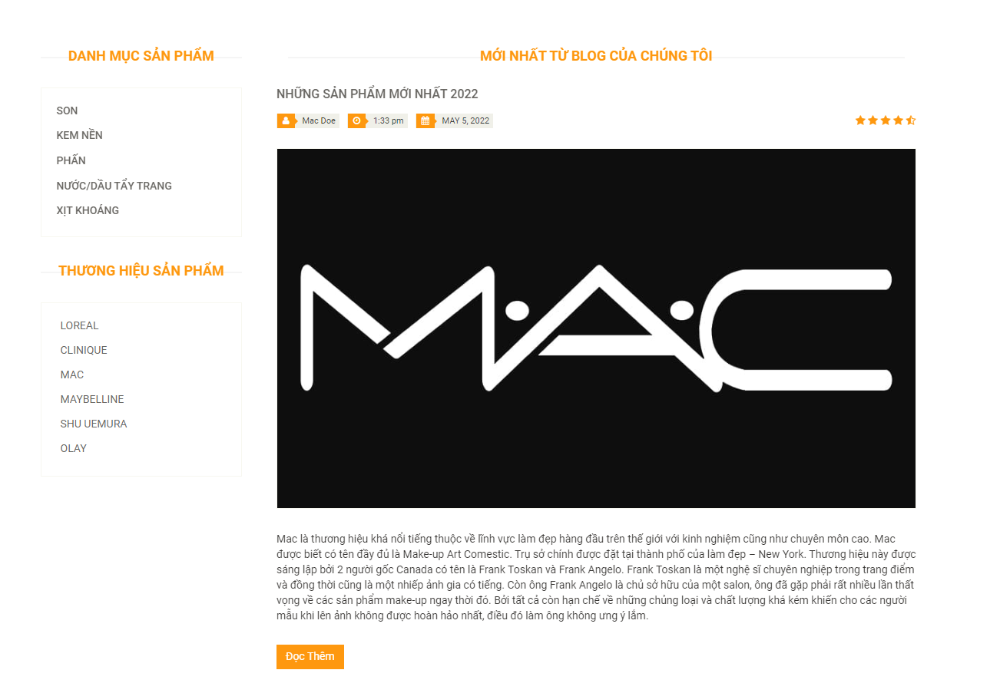 DANH MỤC SẢN PHẨM
SON
KEM NỀN
PHẤN
NƯỚC/DẦU TẨY TRANG
XỊT KHOÁNG
THƯƠNG HIỆU SẢN PHẨM
LOREAL
CLINIQUE
MAC
MAYBELLINE
SHU UEMURA
OLAY
MỚI NHẤT TỪ BLOG CỦA CHÚNG TÔI
NHỮNG SẢN PHẨM MỚI NHẤT 2022
Mac Doe 1:33 pm MAY 5, 2022
M·A·C
Mac là thương hiệu khá nổi tiếng thuộc về lĩnh vực làm đẹp hàng đầu trên thế giới với kinh nghiệm cũng như chuyên môn cao. Mac
được biết có tên đầy đủ là Make-up Art Comestic. Trụ sở chính được đặt tại thành phố của làm đẹp – New York. Thương hiệu này được
sáng lập bởi 2 người gốc Canada có tên là Frank Toskan và Frank Angelo. Frank Toskan là một nghệ sĩ chuyên nghiệp trong trang điểm
và đồng thời cũng là một nhiếp ảnh gia có tiếng. Còn ông Frank Angelo là chủ sở hữu của một salon, ông đã gặp phải rất nhiều lần thất
vọng về các sản phẩm make-up ngay thời đó. Bởi tất cả còn hạn chế về những chủng loại và chất lượng khá kém khiến cho các người
mẫu khi lên ảnh không được hoàn hảo nhất, điều đó làm ông không ưng ý lắm.
Đọc Thêm